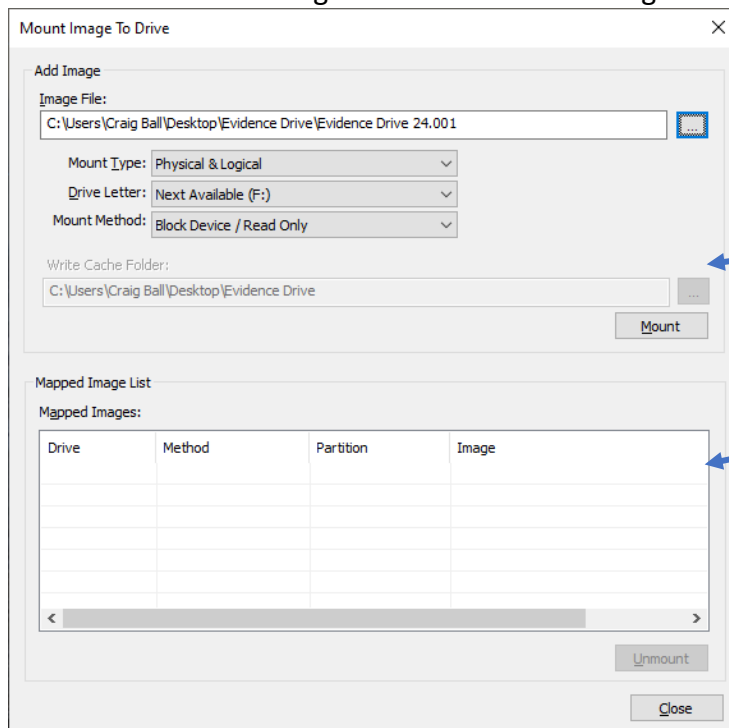 Mount Image To Drive
Add Image
Image File:
C:\Users\Craig Ball\Desktop\Evidence Drive\Evidence Drive 24.001
...
Mount Type: Physical & Logical
Drive Letter: Next Available (F:)
Mount Method: Block Device / Read Only
Write Cache Folder:
C:\Users\Craig Ball\Desktop\Evidence Drive
...
Mount
Mapped Image List
Mapped Images:
Drive Method Partition Image
Unmount
Close